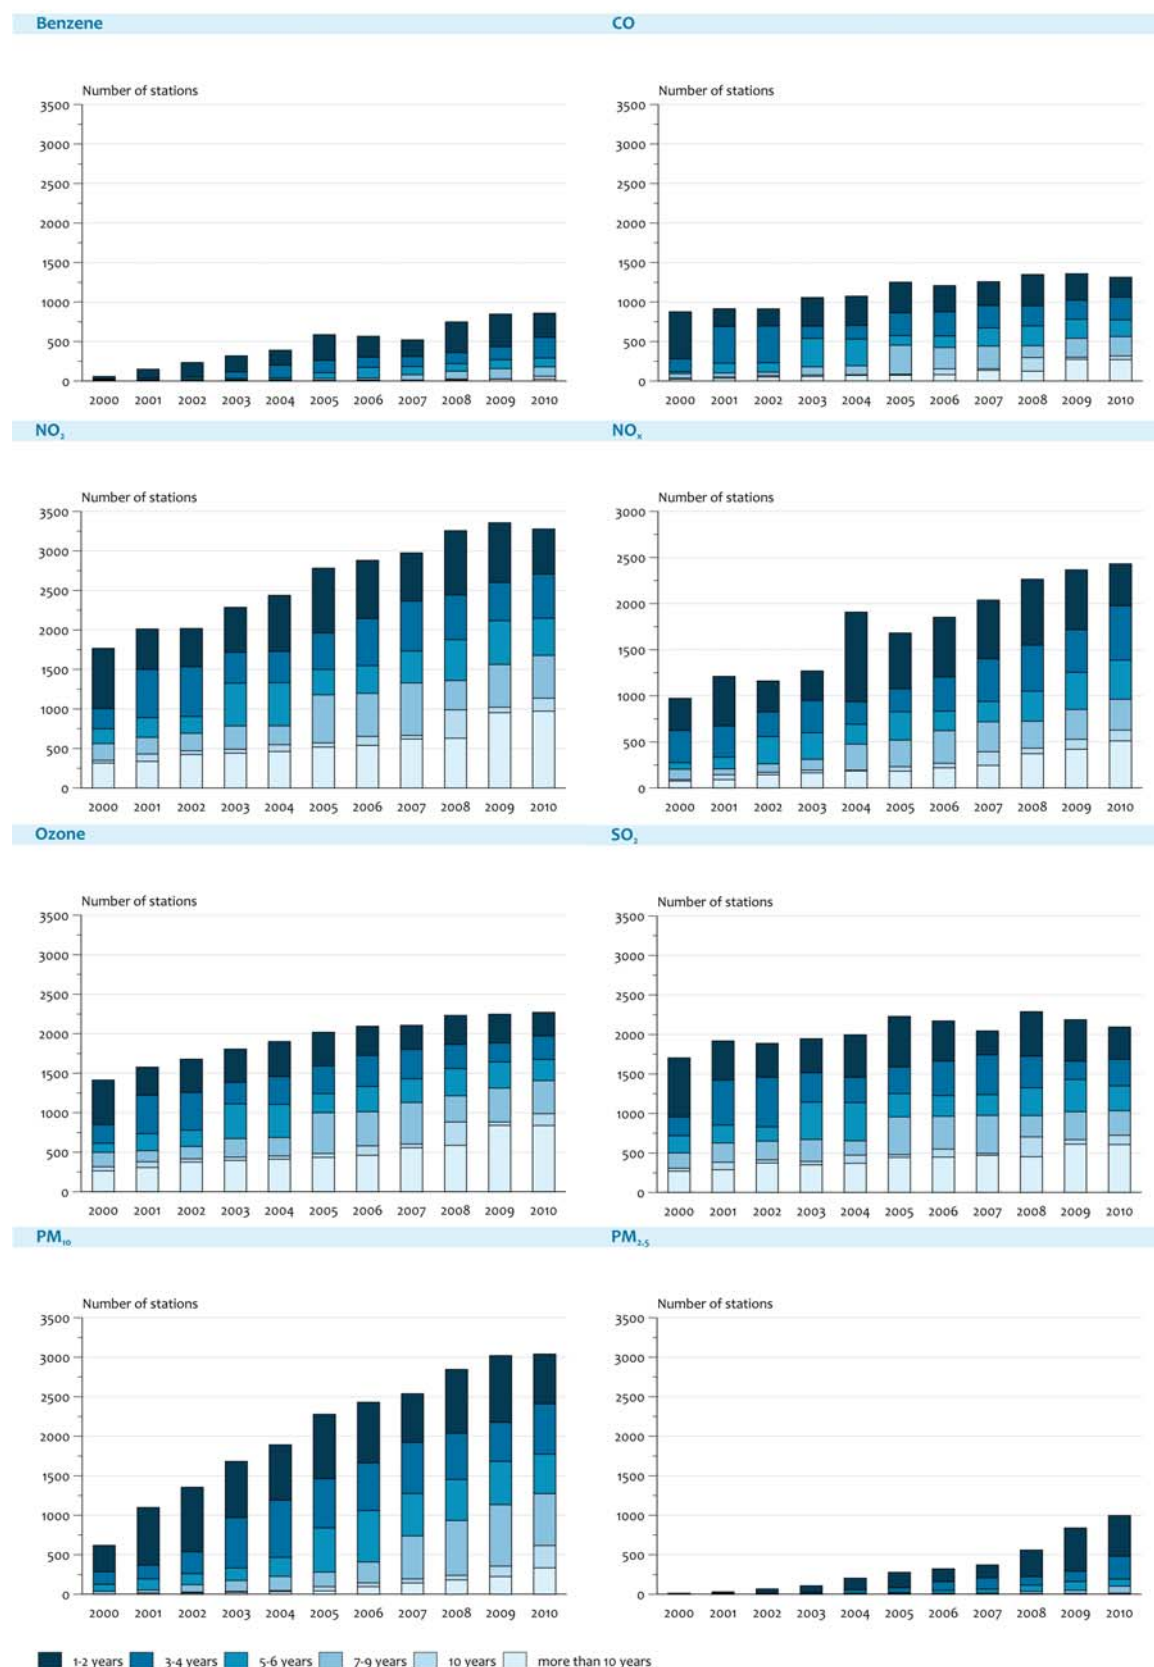 Benzene CO
Number of stations Number of stations
3500 3500
3000 3000
2500 2500
2000 2000
1500 1500
1000 1000
500 500
0 0
2000 2001 2002 2003 2004 2005 2006 2007 2008 2009 2010 2000 2001 2002 2003 2004 2005 2006 2007 2008 2009 2010
NO₂ NOₓ
Number of stations Number of stations
3500 3000
3000 2500
2500 2000
2000 1500
1500 1000
1000 500
500 0
0
2000 2001 2002 2003 2004 2005 2006 2007 2008 2009 2010 2000 2001 2002 2003 2004 2005 2006 2007 2008 2009 2010
Ozone SO₂
Number of stations Number of stations
3500 3500
3000 3000
2500 2500
2000 2000
1500 1500
1000 1000
500 500
0 0
2000 2001 2002 2003 2004 2005 2006 2007 2008 2009 2010 2000 2001 2002 2003 2004 2005 2006 2007 2008 2009 2010
PM₁₀ PM₂.₅
Number of stations Number of stations
3500 3500
3000 3000
2500 2500
2000 2000
1500 1500
1000 1000
500 500
0 0
2000 2001 2002 2003 2004 2005 2006 2007 2008 2009 2010 2000 2001 2002 2003 2004 2005 2006 2007 2008 2009 2010
1-2 years 3-4 years 5-6 years 7-9 years 10 years more than 10 years